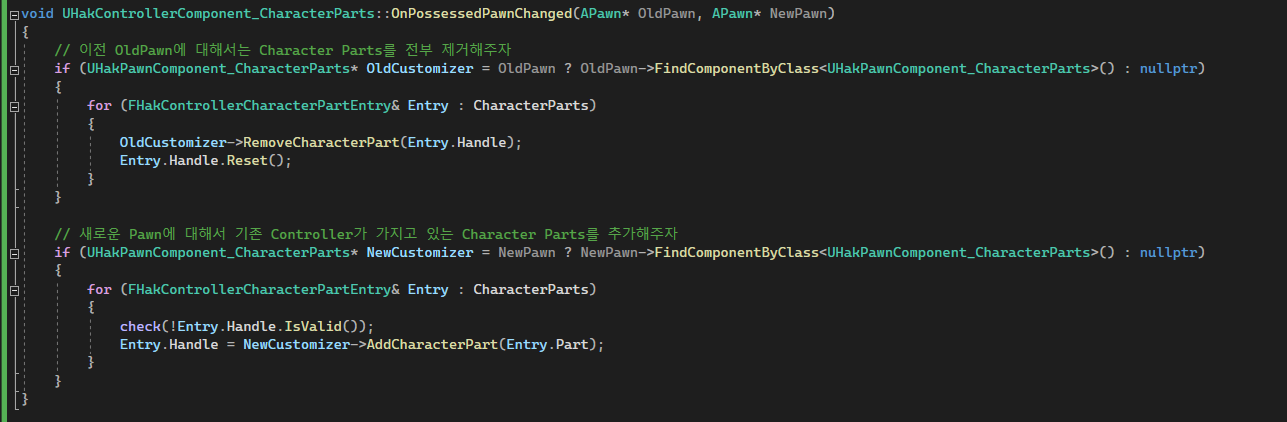 void UHakControllerComponent_CharacterParts::OnPossessedPawnChanged(APawn* OldPawn, APawn* NewPawn)
{
    // 이전 OldPawn에 대해서는 Character Parts를 전부 제거해주자
    if (UHakPawnComponent_CharacterParts* OldCustomizer = OldPawn ? OldPawn->FindComponentByClass<UHakPawnComponent_CharacterParts>() : nullptr)
    {
        for (FHakControllerCharacterPartEntry& Entry : CharacterParts)
        {
            OldCustomizer->RemoveCharacterPart(Entry.Handle);
            Entry.Handle.Reset();
        }
    }

    // 새로운 Pawn에 대해서 기존 Controller가 가지고 있는 Character Parts를 추가해주자
    if (UHakPawnComponent_CharacterParts* NewCustomizer = NewPawn ? NewPawn->FindComponentByClass<UHakPawnComponent_CharacterParts>() : nullptr)
    {
        for (FHakControllerCharacterPartEntry& Entry : CharacterParts)
        {
            check(!Entry.Handle.IsValid());
            Entry.Handle = NewCustomizer->AddCharacterPart(Entry.Part);
        }
    }
}